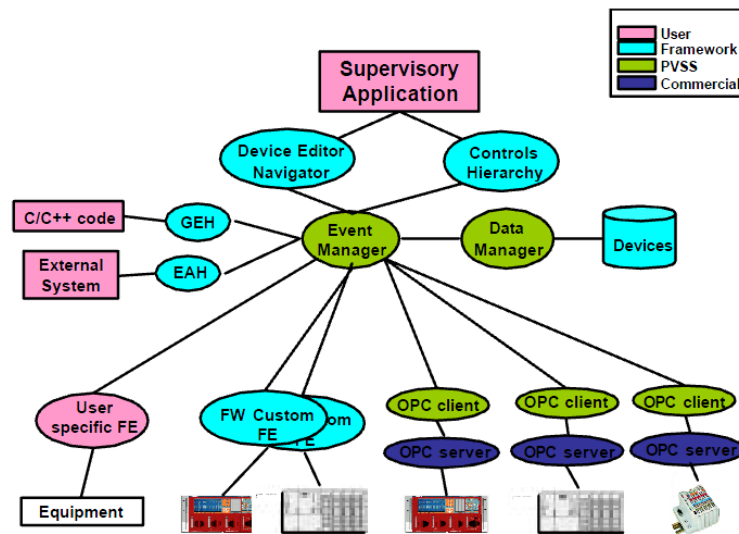 User
Framework
PVSS
Commercial
Supervisory
Application
Device Editor
Navigator
Controls
Hierarchy
C/C++ code
GEH
Event
Manager
Data
Manager
Devices
External
System
EAH
User
specific FE
FW Custom
FE
om
FE
OPC client
OPC client
OPC client
OPC server
OPC server
OPC server
Equipment